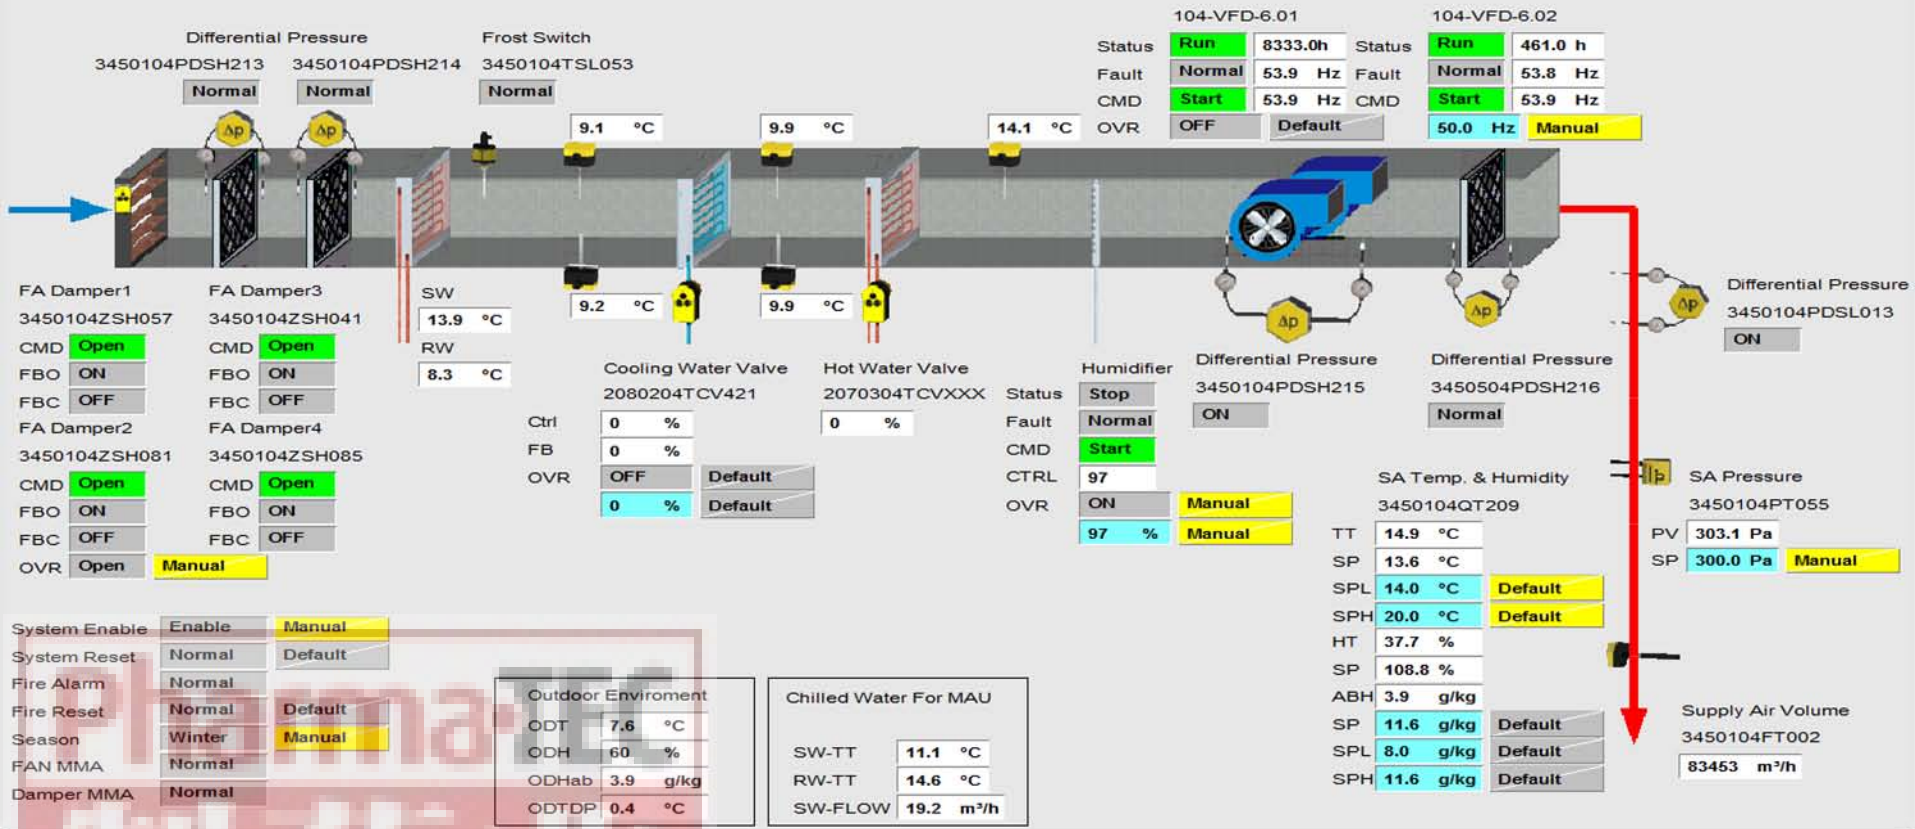 104-VFD-6.01
104-VFD-6.02
Differential Pressure
Frost Switch
3450104PDSH213
3450104PDSH214
3450104TSL053
Normal
Normal
Normal
Status Run 8333.0h
Fault Normal 53.9 Hz
CMD Start 53.9 Hz
OVR OFF Default
Status Run 461.0 h
Fault Normal 53.8 Hz
CMD Start 53.9 Hz
50.0 Hz Manual
9.1 °C
9.9 °C
14.1 °C
Δp
Δp
9.2 °C
9.9 °C
FA Damper1
3450104ZSH057
CMD Open
FBO ON
FBC OFF
FA Damper3
3450104ZSH041
CMD Open
FBO ON
FBC OFF
FA Damper2
3450104ZSH081
CMD Open
FBO ON
FBC OFF
OVR Open Manual
FA Damper4
3450104ZSH085
CMD Open
FBO ON
FBC OFF
SW
13.9 °C
RW
8.3 °C
Cooling Water Valve
2080204TCV421
Ctrl 0 %
FB 0 %
OVR OFF Default
0 % Default
Hot Water Valve
2070304TCVXXX
0 %
Humidifier
Status Stop
Fault Normal
CMD Start
CTRL 97
OVR ON Manual
97 % Manual
Δp
Differential Pressure
3450104PDSH215
ON
Δp
Differential Pressure
3450504PDSH216
Normal
Δp
Differential Pressure
3450104PDSL013
ON
SA Temp. & Humidity
3450104QT209
TT 14.9 °C
SP 13.6 °C
SPL 14.0 °C Default
SPH 20.0 °C Default
HT 37.7 %
SP 108.8 %
ABH 3.9 g/kg
SP 11.6 g/kg Default
SPL 8.0 g/kg Default
SPH 11.6 g/kg Default
SA Pressure
3450104PT055
PV 303.1 Pa
SP 300.0 Pa Manual
Supply Air Volume
3450104FT002
83453 m³/h
System Enable Enable Manual
System Reset Normal Default
Fire Alarm Normal
Fire Reset Normal Default
Season Winter Manual
FAN MMA Normal
Damper MMA Normal
Pharma•TEC
Outdoor Enviroment
ODT 7.6 °C
ODH 60 %
ODHab 3.9 g/kg
ODTDP 0.4 °C
Chilled Water For MAU
SW-TT 11.1 °C
RW-TT 14.6 °C
SW-FLOW 19.2 m³/h